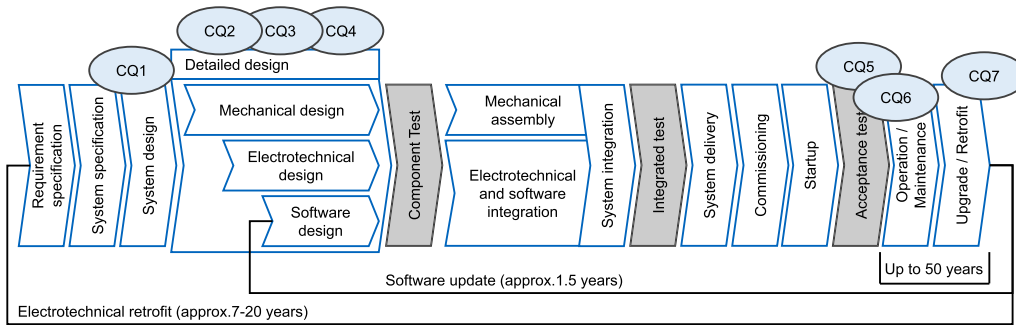 CQ2
CQ3
CQ4
CQ1
CQ5
CQ6
CQ7
Detailed design
Requirement
specification
System specification
System design
Mechanical design
Electrotechnical
design
Software
design
Component Test
Mechanical
assembly
Electrotechnical
and software
integration
System integration
Integrated test
System delivery
Commissioning
Startup
Acceptance test
Operation /
Maintenance
Upgrade / Retrofit
Up to 50 years
Software update (approx.1.5 years)
Electrotechnical retrofit (approx.7-20 years)